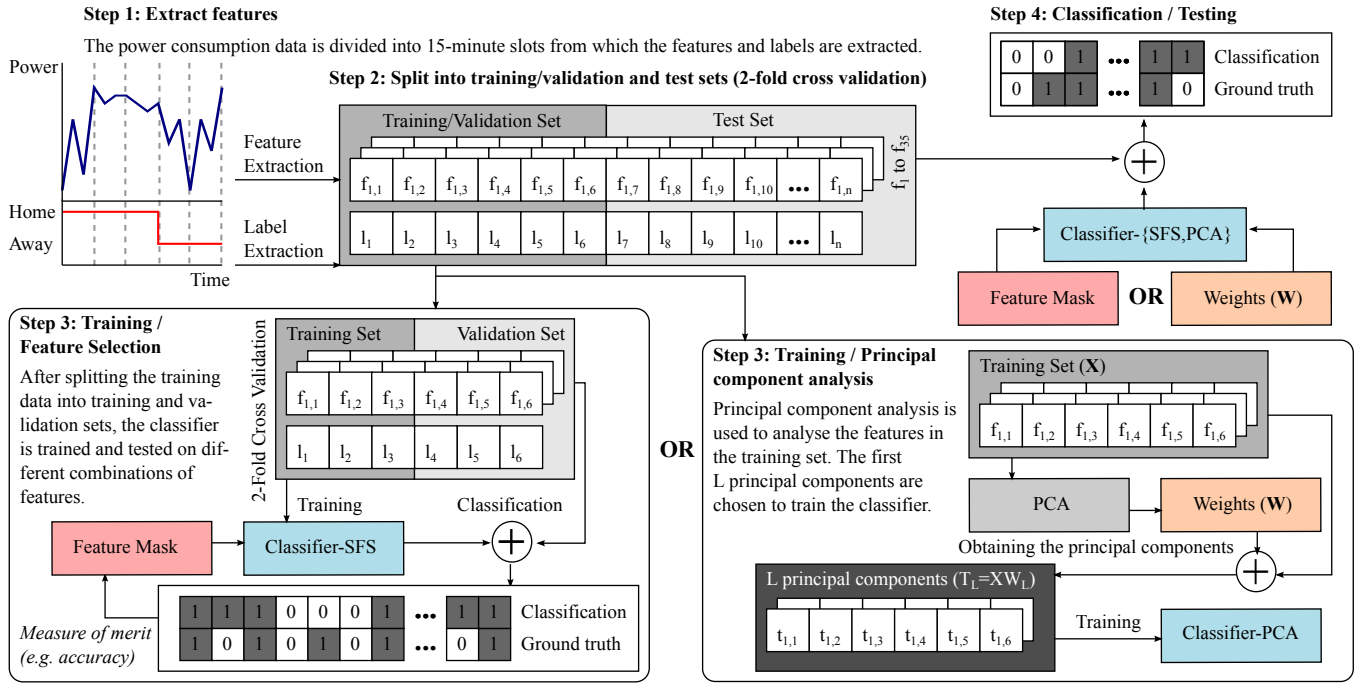 Step 1: Extract features
The power consumption data is divided into 15-minute slots from which the features and labels are extracted.
Power
Home
Away
Time
Feature
Extraction
Label
Extraction
Step 2: Split into training/validation and test sets (2-fold cross validation)
Training/Validation Set
Test Set
f1,1 f1,2 f1,3 f1,4 f1,5 f1,6 f1,7 f1,8 f1,9 f1,10 ... f1,n
f1 to f35
l1 l2 l3 l4 l5 l6 l7 l8 l9 l10 ... ln
Step 4: Classification / Testing
0 0 1 ... 1 1 Classification
0 1 1 ... 1 0 Ground truth
+
Classifier-{SFS,PCA}
Feature Mask
OR
Weights (W)
Step 3: Training /
Feature Selection
After splitting the training
data into training and va-
lidation sets, the classifier
is trained and tested on dif-
ferent combinations of
features.
2-Fold Cross Validation
Training Set
Validation Set
f1,1 f1,2 f1,3 f1,4 f1,5 f1,6
l1 l2 l3 l4 l5 l6
Training
Classification
Feature Mask
Classifier-SFS
+
1 1 1 0 0 0 1 ... 1 1 Classification
1 0 1 0 1 0 1 ... 0 1 Ground truth
Measure of merit
(e.g. accuracy)
OR
Step 3: Training / Principal
component analysis
Principal component analysis is
used to analyse the features in
the training set. The first
L principal components are
chosen to train the classifier.
Training Set (X)
f1,1 f1,2 f1,3 f1,4 f1,5 f1,6
PCA
Weights (W)
Obtaining the principal components
+
L principal components (TL=XWL)
t1,1 t1,2 t1,3 t1,4 t1,5 t1,6
Training
Classifier-PCA